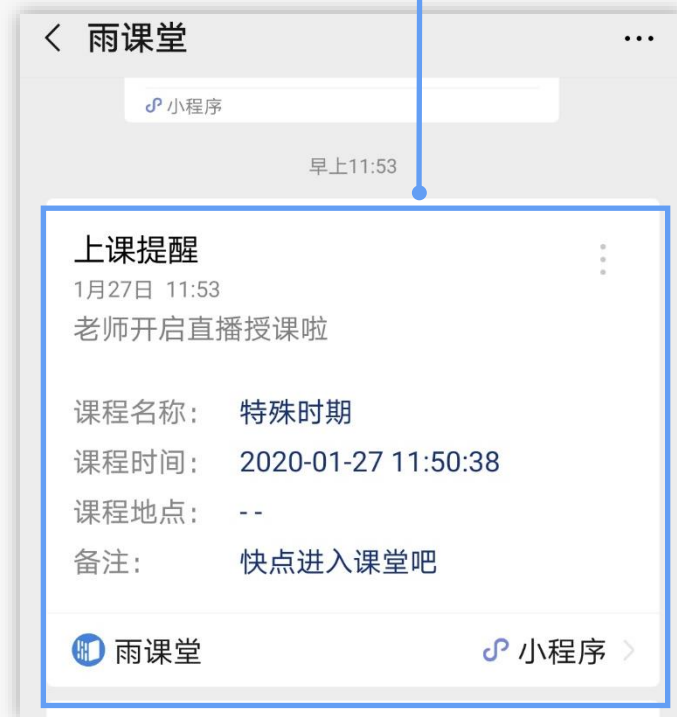 雨课堂
小程序
早上11:53
上课提醒
1月27日 11:53
老师开启直播授课啦
课程名称: 特殊时期
课程时间: 2020-01-27 11:50:38
课程地点: --
备注: 快点进入课堂吧
雨课堂 小程序